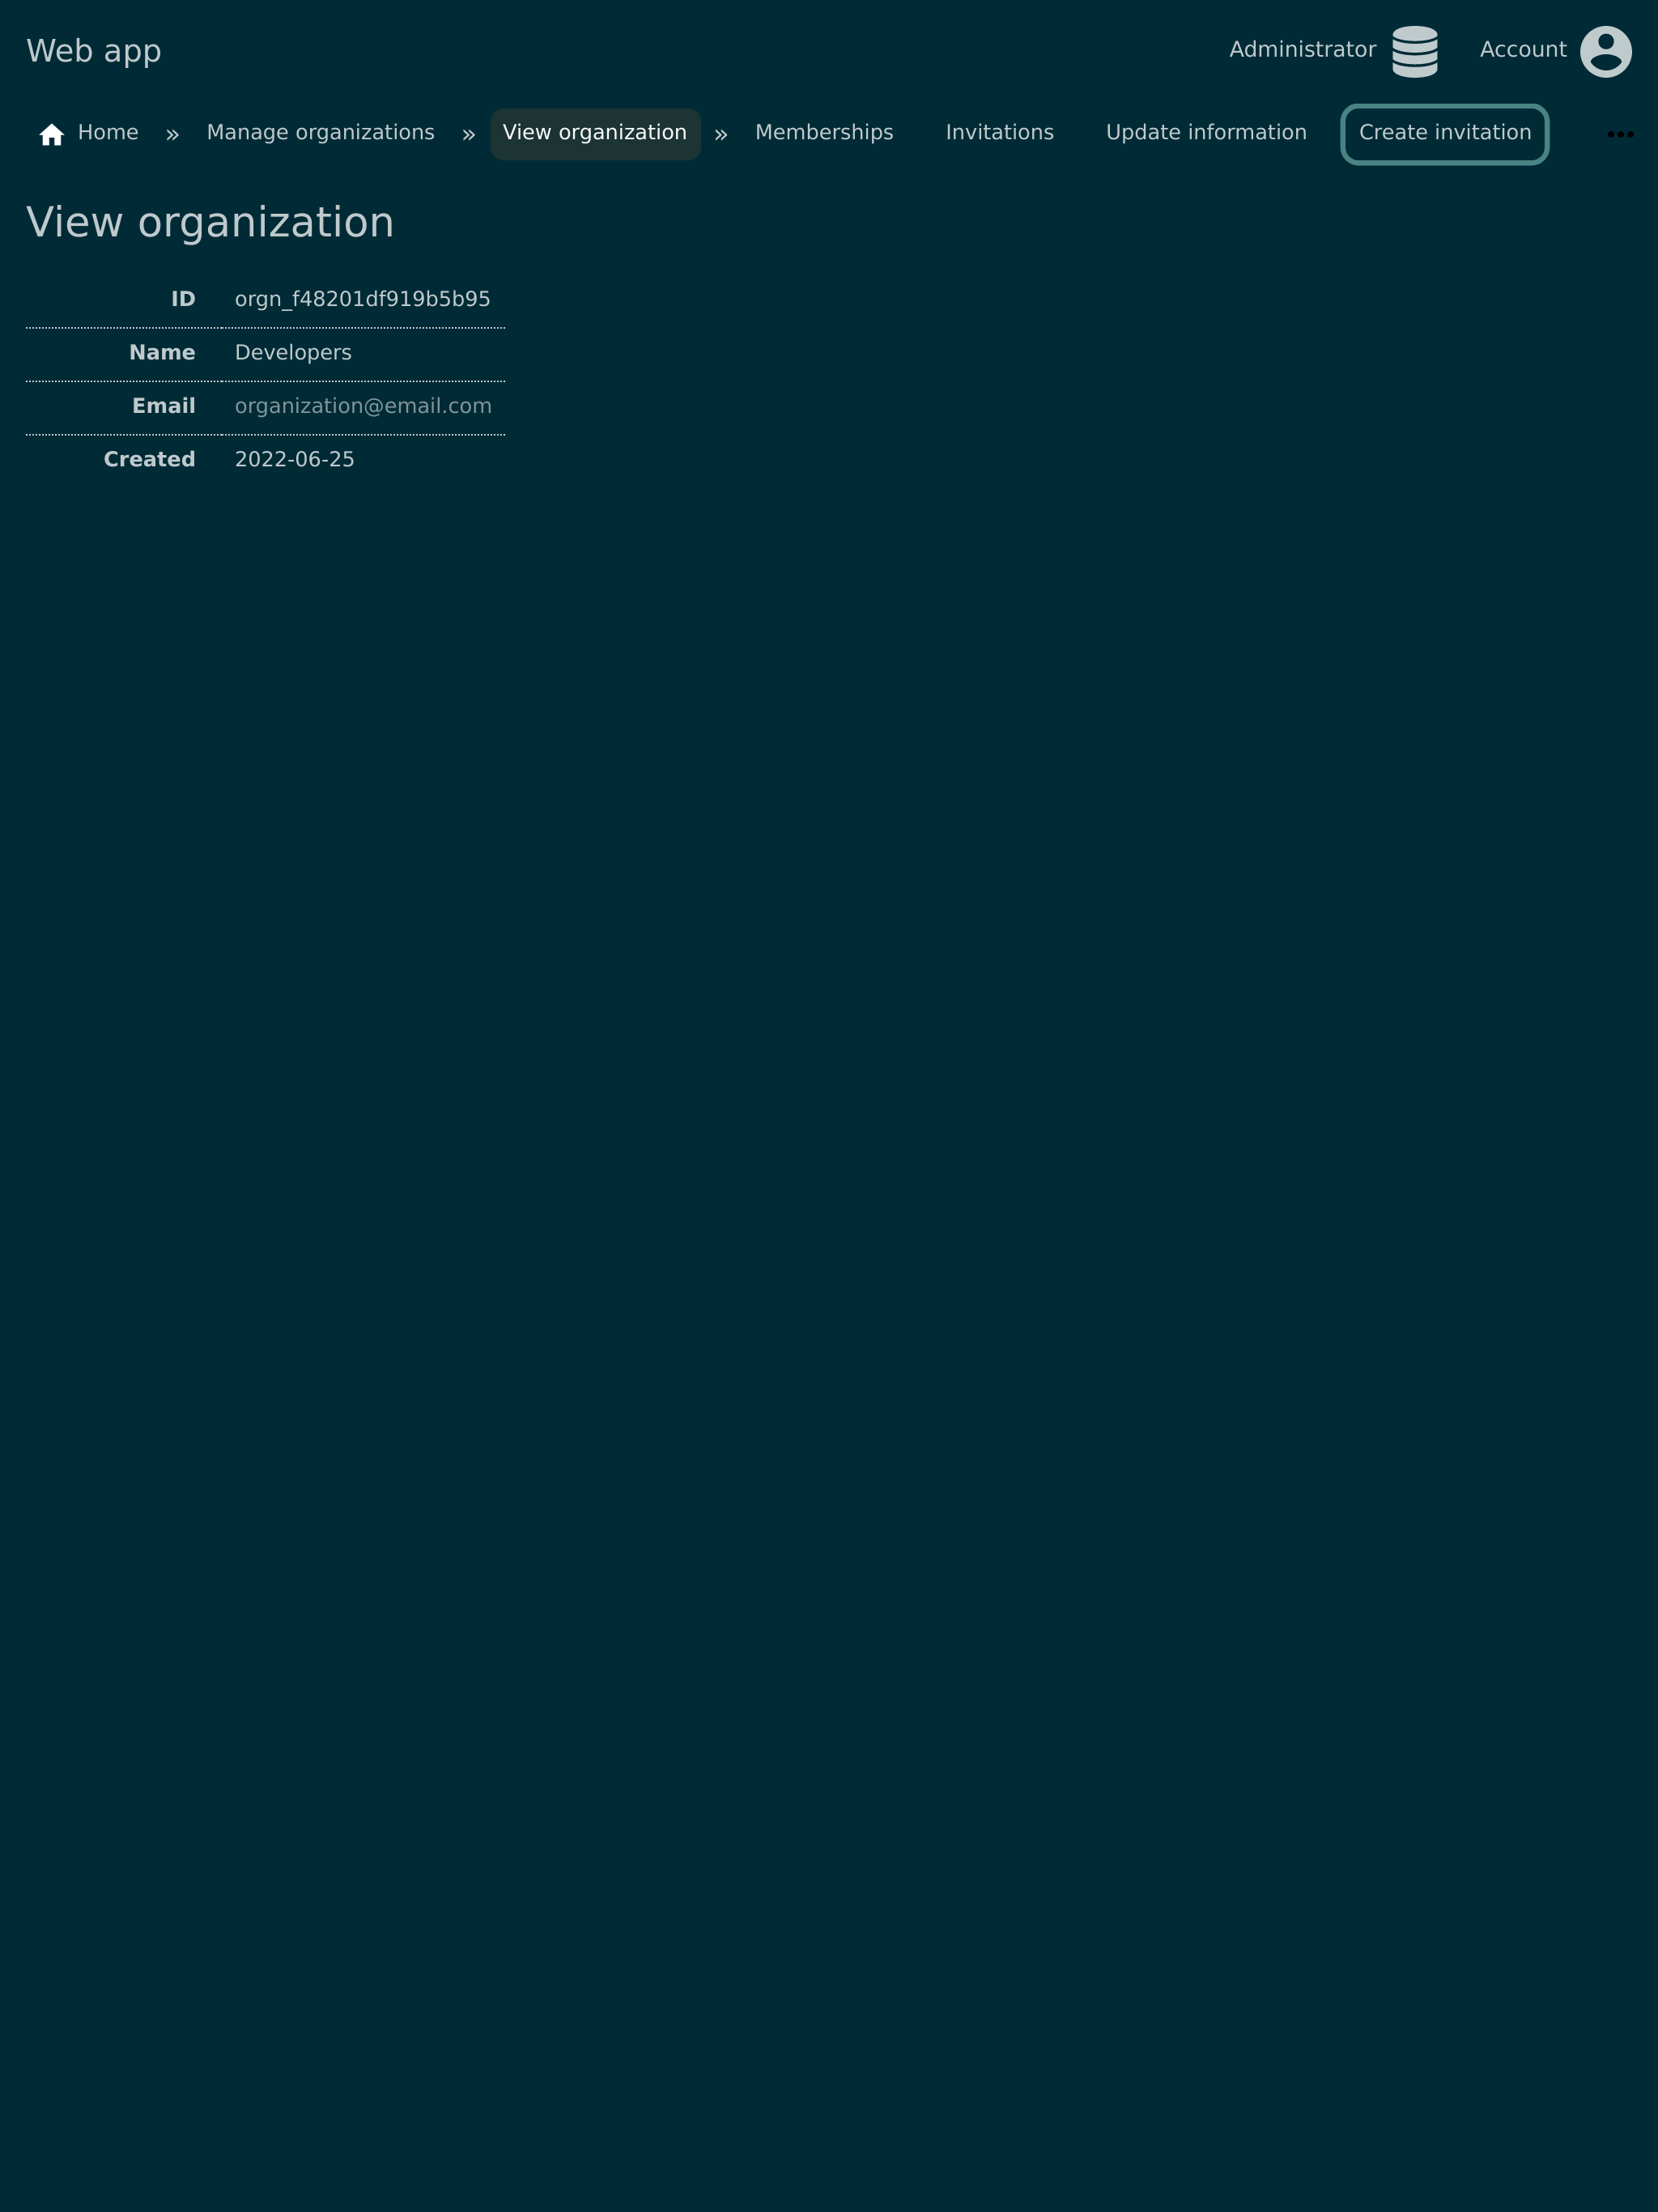 Web app
Administrator
Account
Home » Manage organizations » View organization » Memberships Invitations Update information Create invitation
View organization
ID orgn_f48201df919b5b95
Name Developers
Email organization@email.com
Created 2022-06-25